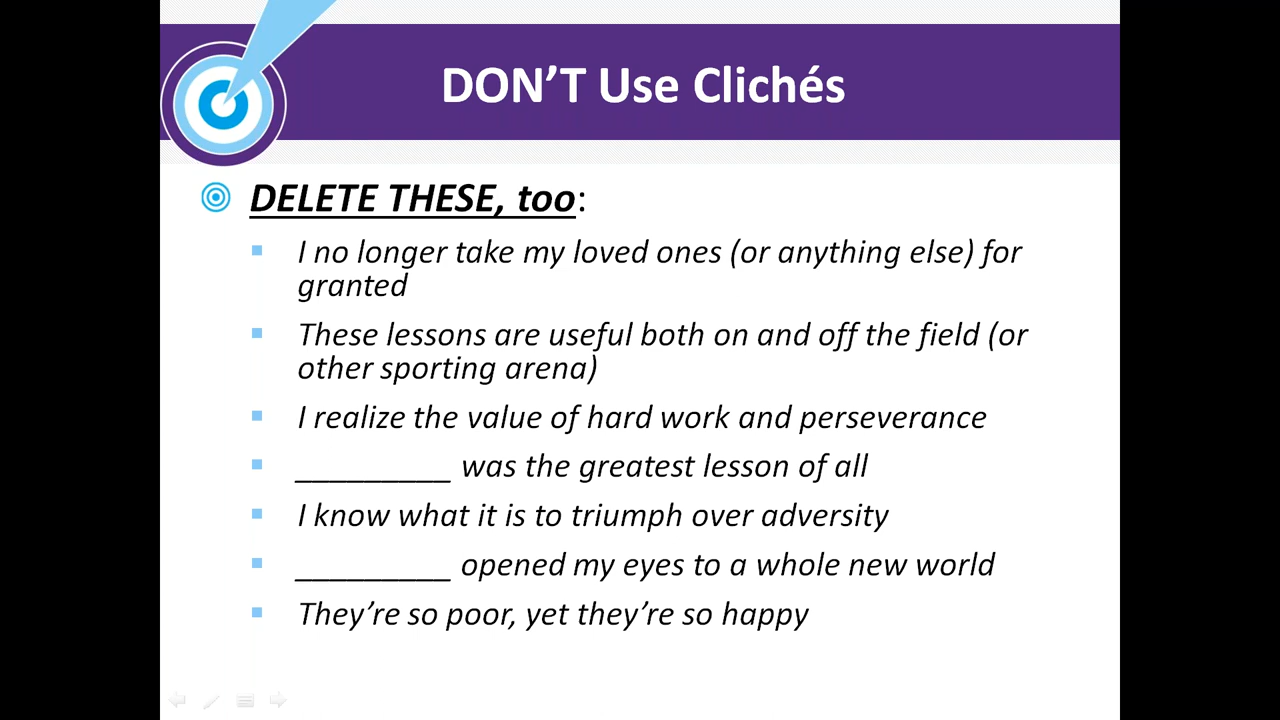 DON’T Use Clichés
DELETE THESE, too:
I no longer take my loved ones (or anything else) for
granted
These lessons are useful both on and off the field (or
other sporting arena)
I realize the value of hard work and perseverance
_________ was the greatest lesson of all
I know what it is to triumph over adversity
_________ opened my eyes to a whole new world
They’re so poor, yet they’re so happy